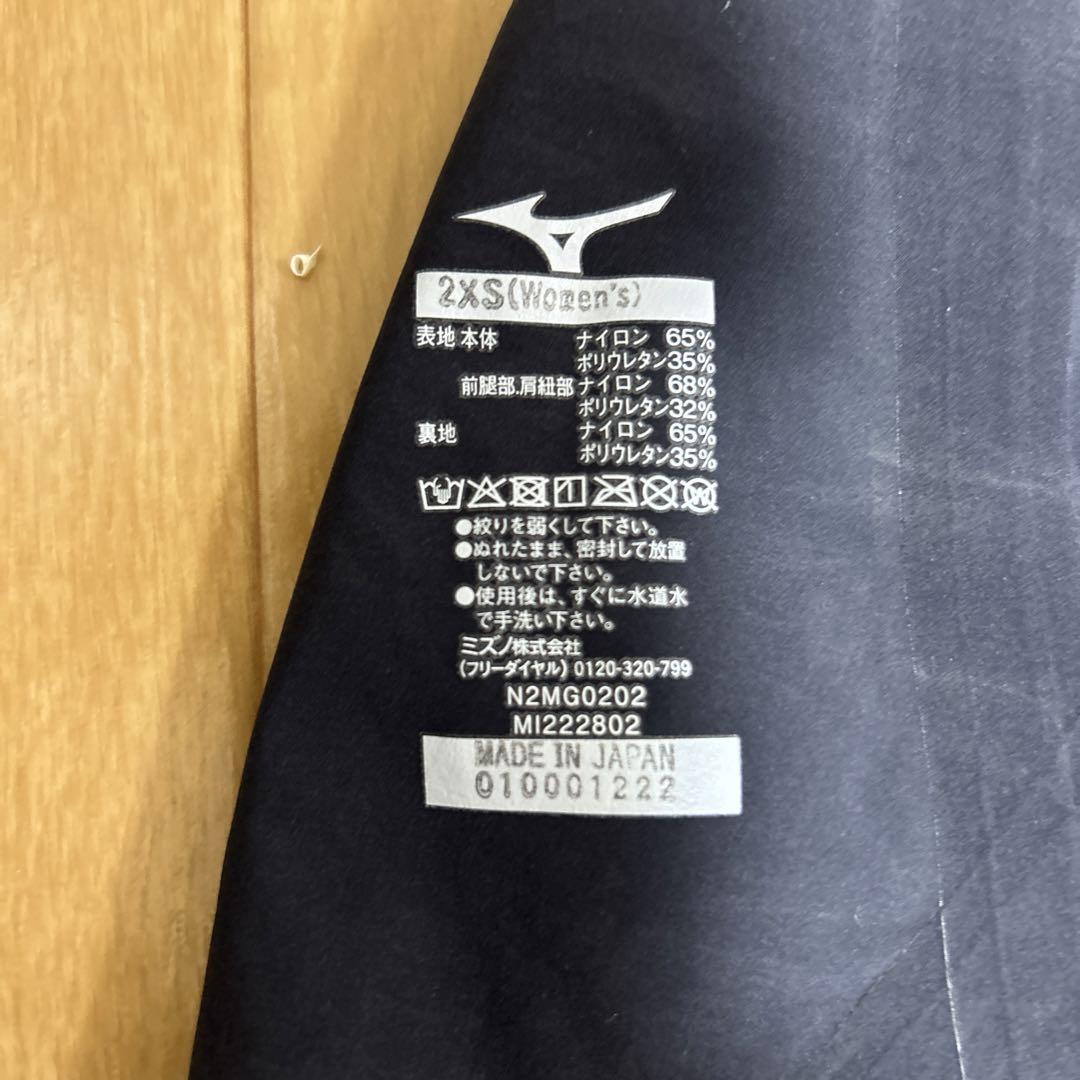 2XS(Women's)
表地 本体 ナイロン 65%
ポリウレタン35%
前腿部.肩紐部 ナイロン 68%
ポリウレタン32%
裏地 ナイロン 65%
ポリウレタン35%
●絞りを弱くして下さい。
●ぬれたまま、密封して放置
しないで下さい。
●使用後は、すぐに水道水
で手洗い下さい。
ミズノ株式会社
(フリーダイヤル) 0120-320-799
N2MG0202
MI222802
MADE IN JAPAN
010001222